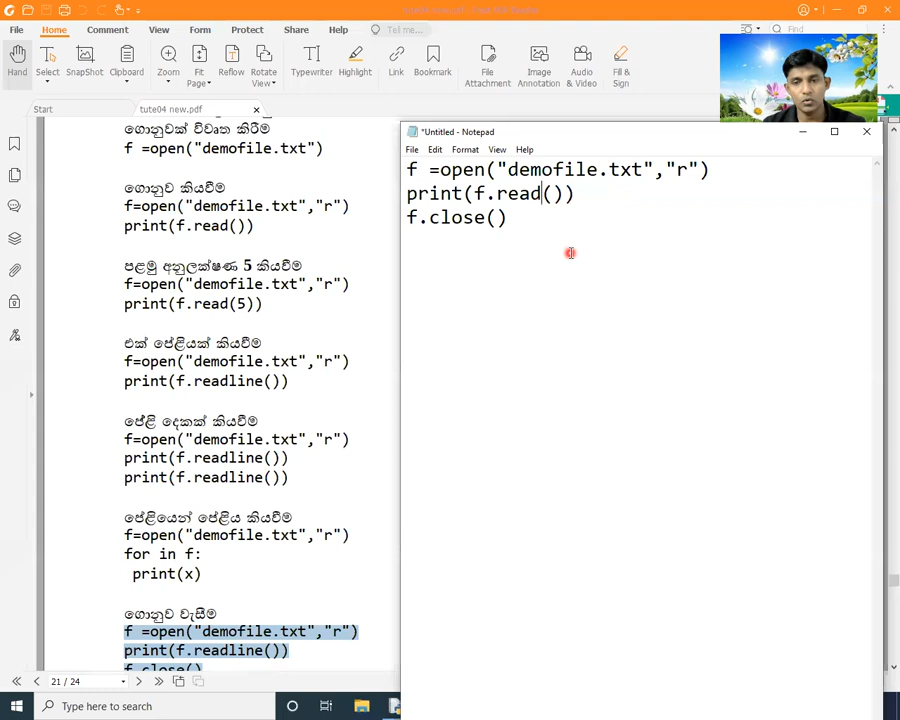 File Home Comment View Form Protect Share Help Tell me... Find
Hand Select SnapShot Clipboard Zoom Fit Page Reflow Rotate View Typewriter Highlight Link Bookmark File Attachment Image Annotation Audio & Video Fill & Sign
Start tute04 new.pdf
ගොනුවක් විවෘත කිරීම
f =open("demofile.txt")
ගොනුව කියවීම
f=open("demofile.txt","r")
print(f.read())
පළමු අනුලක්ෂණ 5 කියවීම
f=open("demofile.txt","r")
print(f.read(5))
එක් පේළියක් කියවීම
f=open("demofile.txt","r")
print(f.readline())
පේළි දෙකක් කියවීම
f=open("demofile.txt","r")
print(f.readline())
print(f.readline())
පේළියෙන් පේළිය කියවීම
f=open("demofile.txt","r")
for in f:
print(x)
ගොනුව වැසීම
f =open("demofile.txt","r")
print(f.readline())
f.close()
*Untitled - Notepad
File Edit Format View Help
f =open("demofile.txt","r")
print(f.read())
f.close()
21 / 24
Type here to search